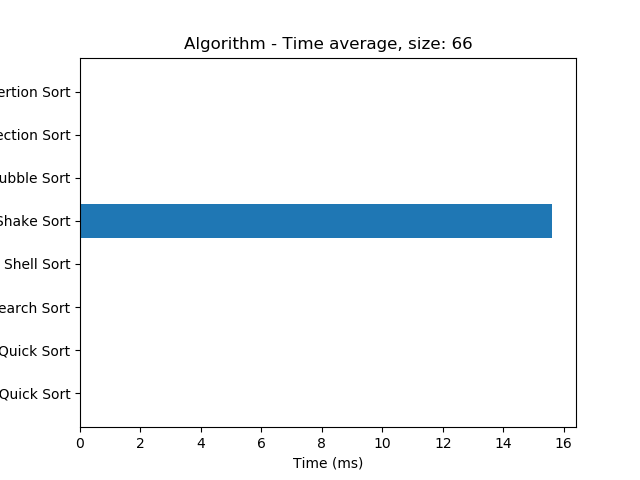 Algorithm - Time average, size: 66
ertion Sort
ection Sort
ubble Sort
Shake Sort
Shell Sort
earch Sort
Quick Sort
Quick Sort
0 2 4 6 8 10 12 14 16
Time (ms)